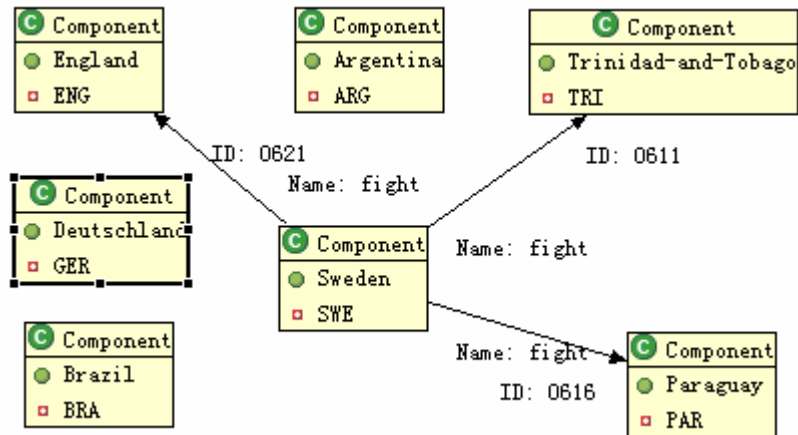 C Component
England
ENG
C Component
Argentina
ARG
C Component
Trinidad-and-Tobago
TRI
ID: 0621
Name: fight
ID: 0611
C Component
Deutschland
GER
C Component
Sweden
SWE
Name: fight
C Component
Brazil
BRA
Name: fight
ID: 0616
C Component
Paraguay
PAR